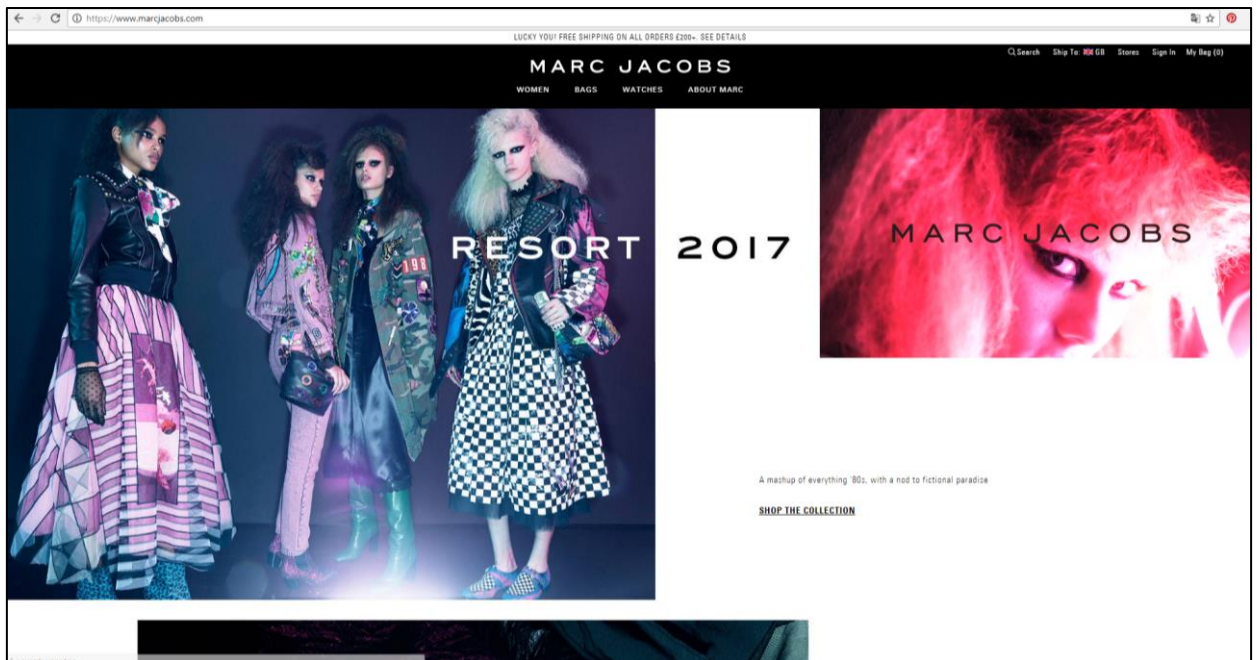 https://www.marcjacobs.com
LUCKY YOU! FREE SHIPPING ON ALL ORDERS £200+. SEE DETAILS
Search Ship To: GB Stores Sign In My Bag (0)
MARC JACOBS
WOMEN BAGS WATCHES ABOUT MARC
RESORT 2017
MARC JACOBS
198
A mashup of everything '80s, with a nod to fictional paradise
SHOP THE COLLECTION